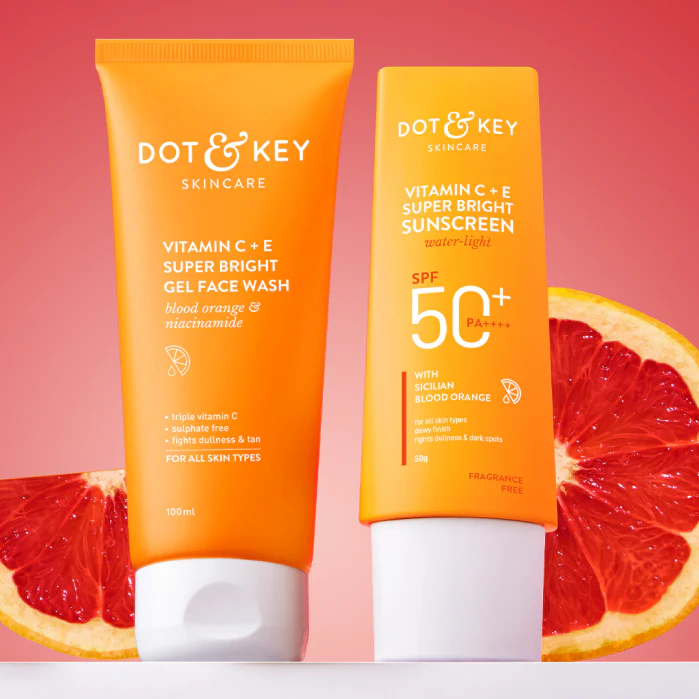 DOT & KEY
SKINCARE
VITAMIN C + E
SUPER BRIGHT
GEL FACE WASH
blood orange &
niacinamide
• triple vitamin C
• sulphate free
• fights dullness & tan
FOR ALL SKIN TYPES
100ml
DOT & KEY
SKINCARE
VITAMIN C + E
SUPER BRIGHT
SUNSCREEN
water-light
SPF
50+
PA++++
WITH
SICILIAN
BLOOD ORANGE
for all skin types
dewy finish
fights dullness & dark spots
50g
FRAGRANCE
FREE